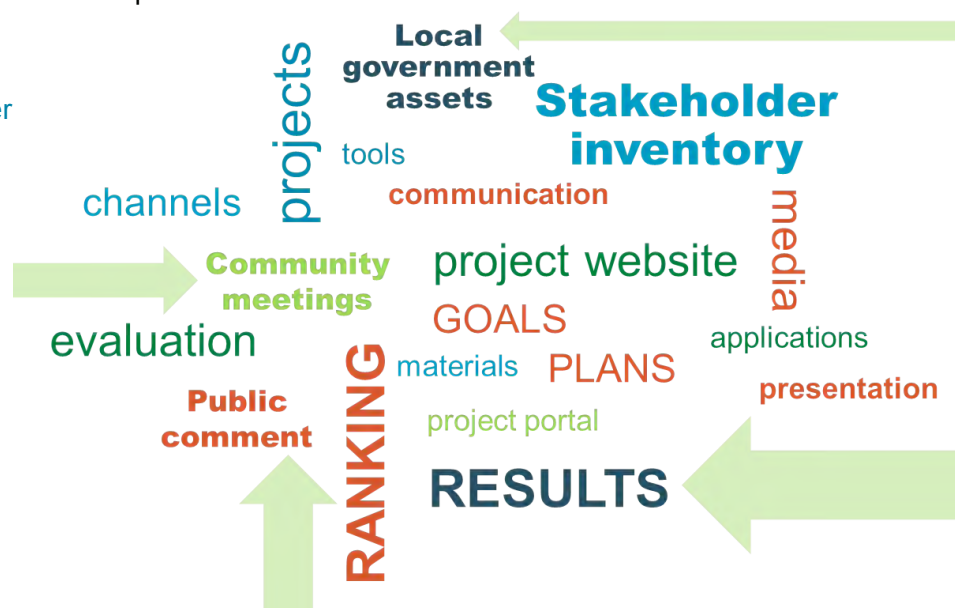 Local
government
assets
projects
Stakeholder
inventory
er
tools
communication
channels
media
Community
meetings
project website
GOALS
evaluation
applications
materials
PLANS
RANKING
presentation
Public
comment
project portal
RESULTS